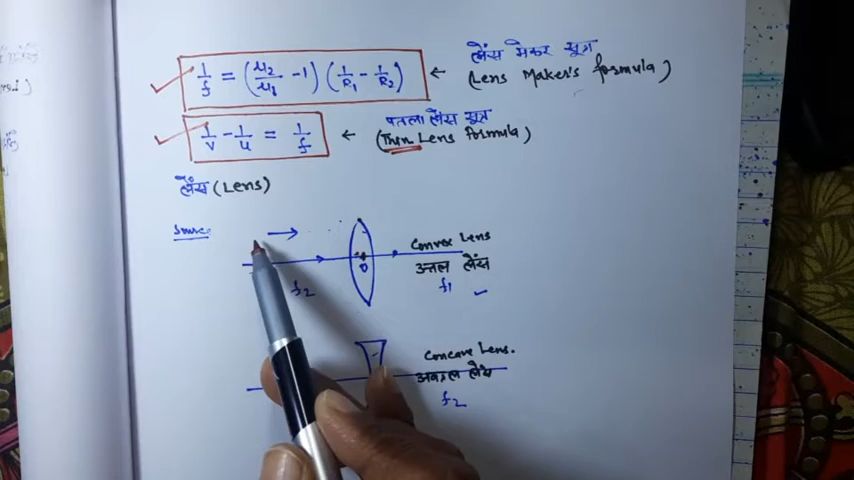 1/f = (μ2/μ1 - 1) (1/R1 - 1/R2) ← लेंस मेकर सूत्र
(Lens Maker's formula)
1/v - 1/u = 1/f ← पतला लेंस सूत्र
(Thin Lens formula)
लेंस (Lens)
Source
Convex Lens
O
उत्तल लेंस
f2
f1
Concave Lens.
अवतल लेंस
f2